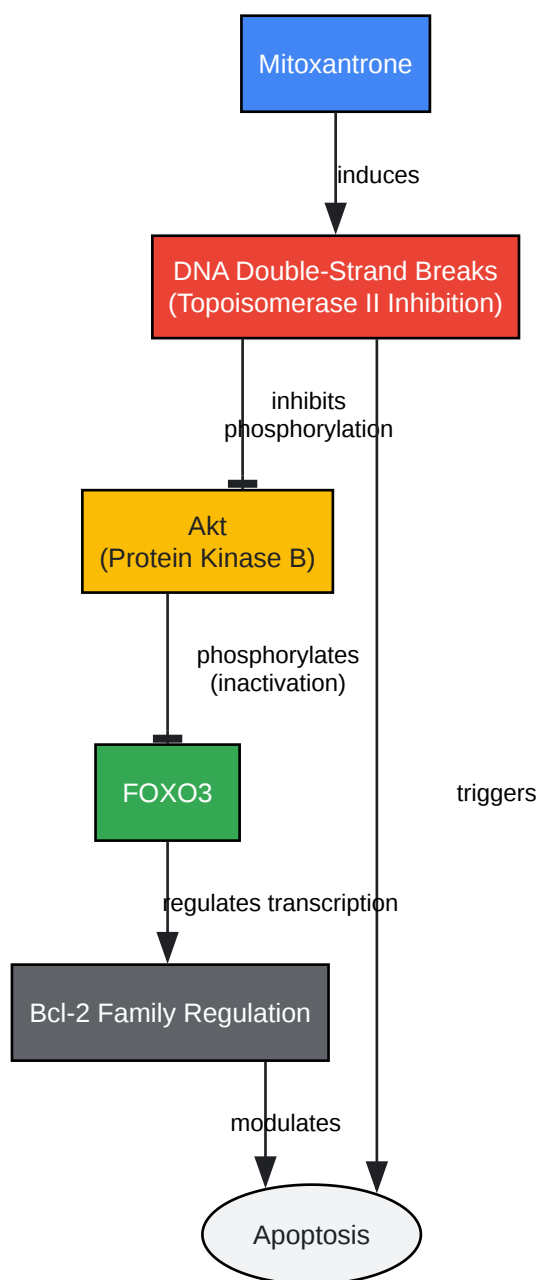 Mitoxantrone
induces
DNA Double-Strand Breaks
(Topoisomerase II Inhibition)
inhibits
phosphorylation
Akt
(Protein Kinase B)
phosphorylates
(inactivation)
FOXO3
triggers
regulates transcription
Bcl-2 Family Regulation
modulates
Apoptosis